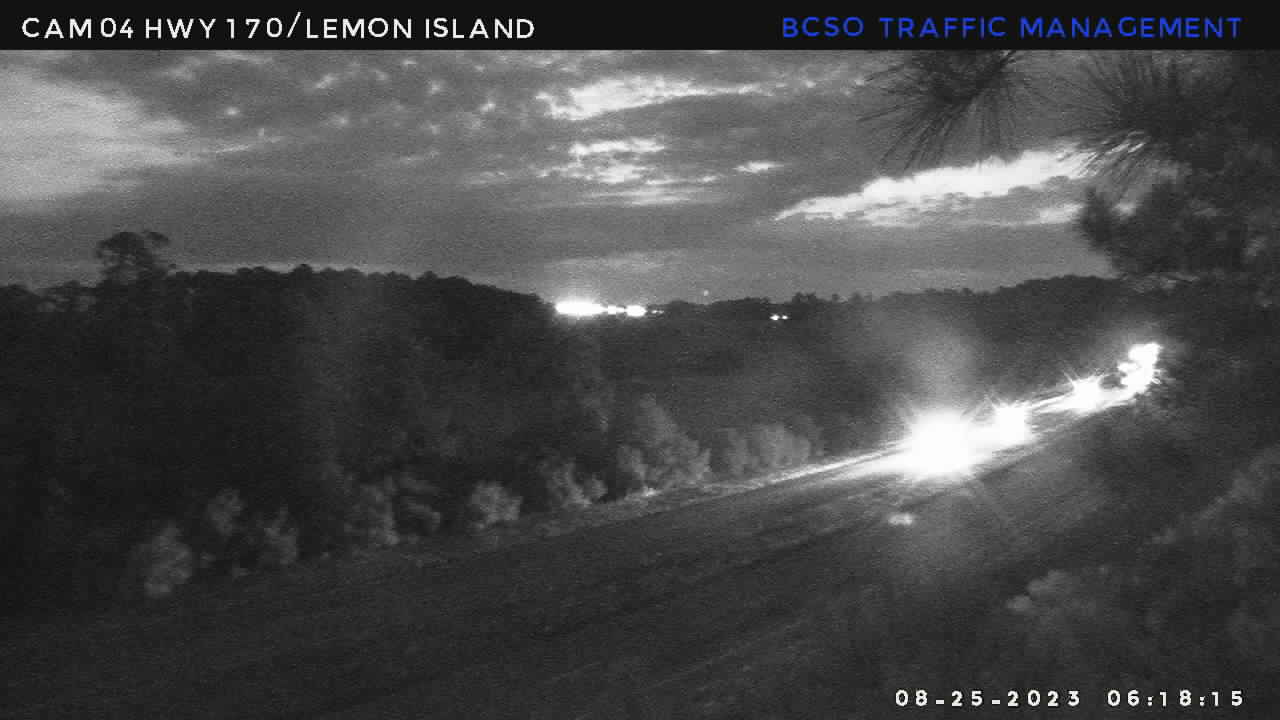 CAM04 HWY 170/LEMON ISLAND
BCSO TRAFFIC MANAGEMENT
08-25-2023 06:18:15